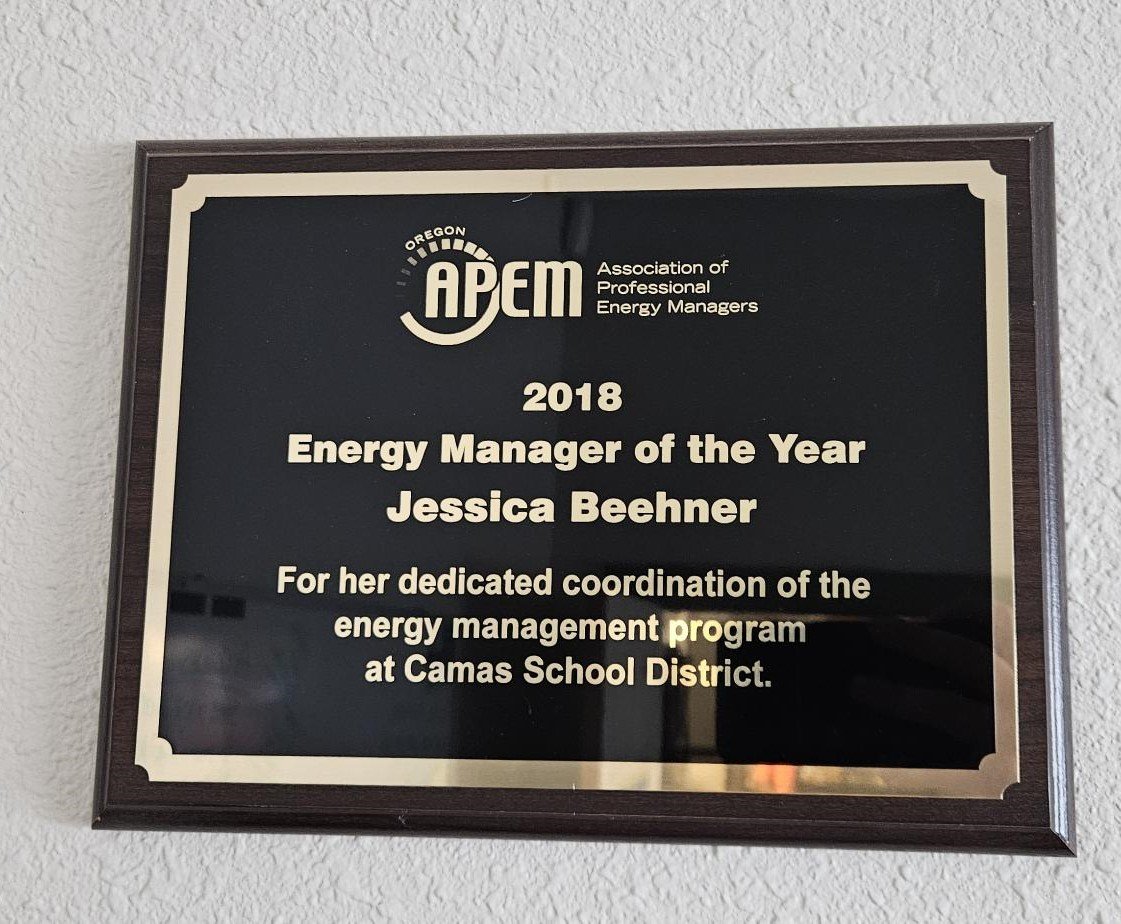 OREGON
APEM
Association of
Professional
Energy Managers
2018
Energy Manager of the Year
Jessica Beehner
For her dedicated coordination of the
energy management program
at Camas School District.